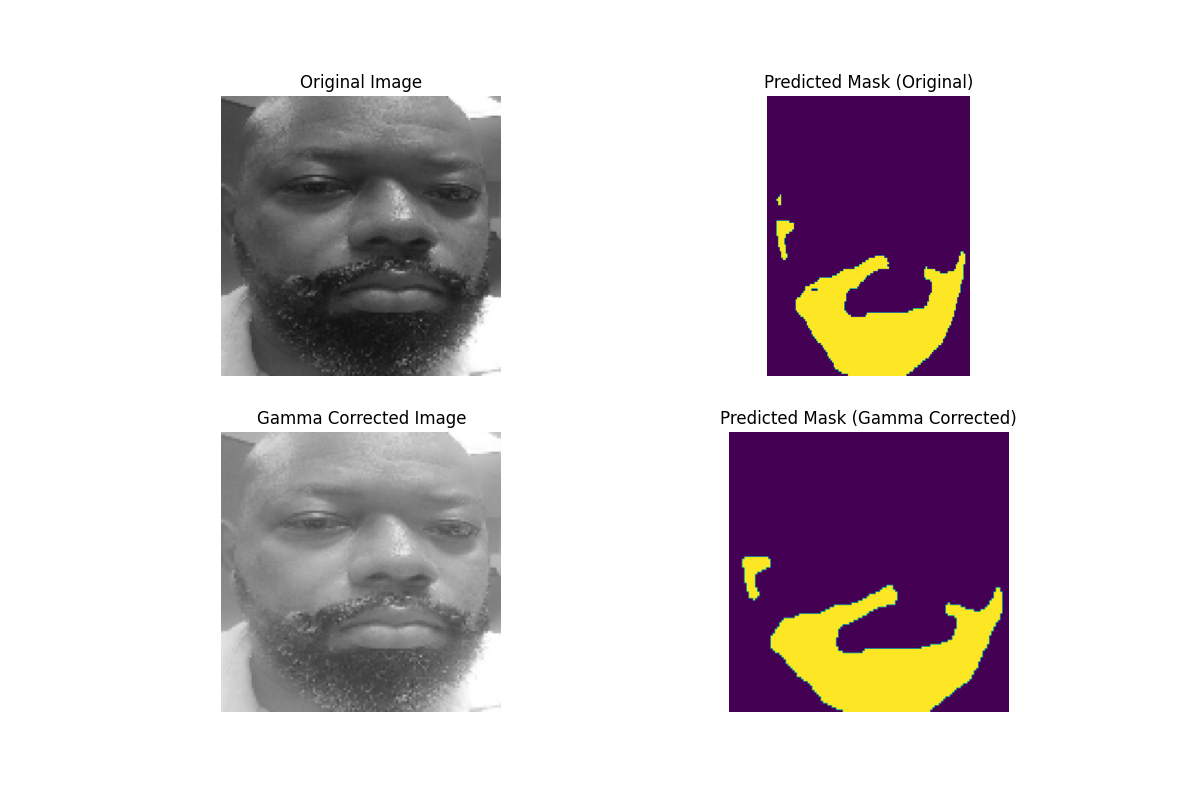 Original Image
Predicted Mask (Original)
Gamma Corrected Image
Predicted Mask (Gamma Corrected)